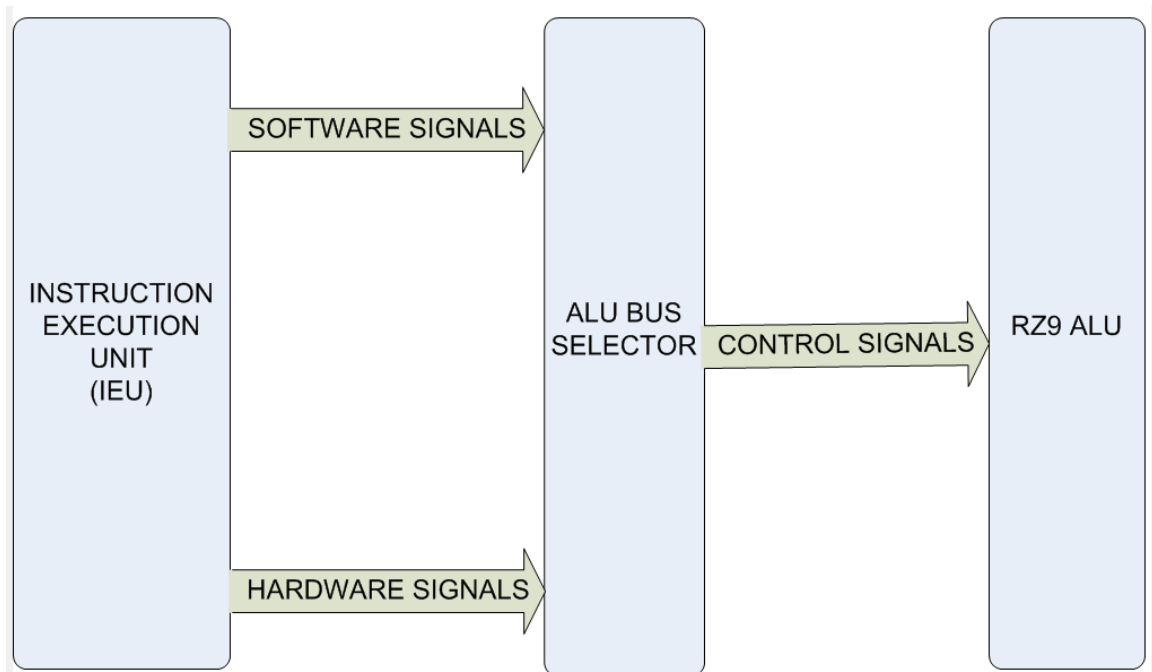 INSTRUCTION
EXECUTION
UNIT
(IEU)
SOFTWARE SIGNALS
HARDWARE SIGNALS
ALU BUS
SELECTOR
CONTROL SIGNALS
RZ9 ALU